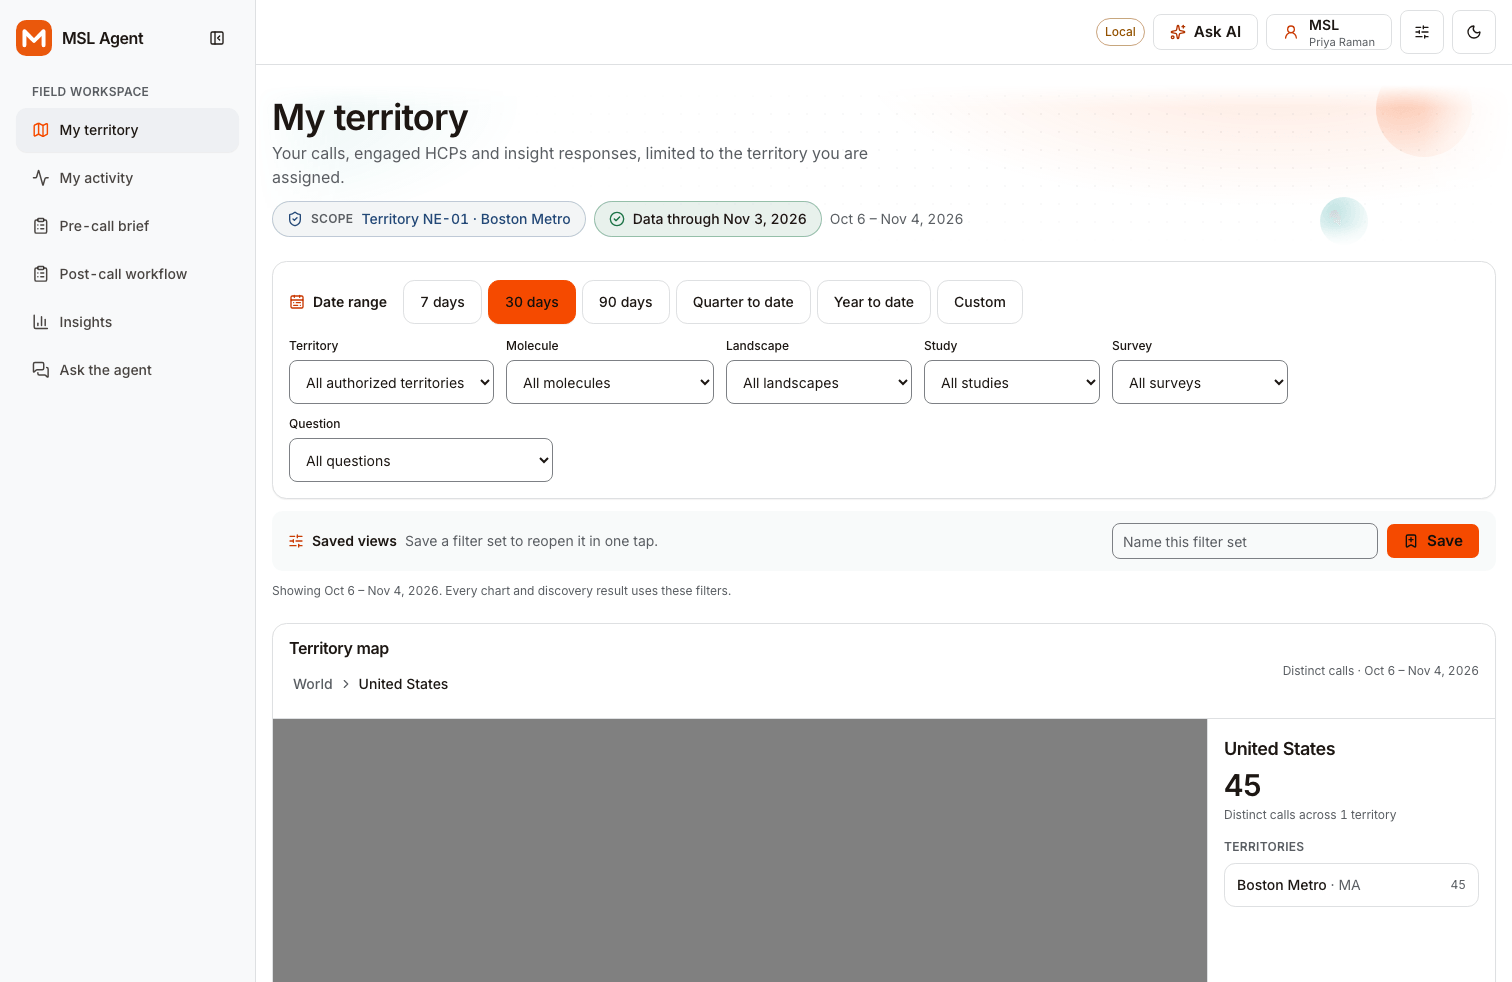 MSL Agent
FIELD WORKSPACE
My territory
My activity
Pre-call brief
Post-call workflow
Insights
Ask the agent
Local
Ask AI
MSL
Priya Raman
My territory
Your calls, engaged HCPs and insight responses, limited to the territory you are
assigned.
SCOPE Territory NE-01 · Boston Metro
Data through Nov 3, 2026
Oct 6 – Nov 4, 2026
Date range
7 days
30 days
90 days
Quarter to date
Year to date
Custom
Territory
All authorized territories
Molecule
All molecules
Landscape
All landscapes
Study
All studies
Survey
All surveys
Question
All questions
Saved views Save a filter set to reopen it in one tap.
Name this filter set
Save
Showing Oct 6 – Nov 4, 2026. Every chart and discovery result uses these filters.
Territory map
World > United States
Distinct calls · Oct 6 – Nov 4, 2026
United States
45
Distinct calls across 1 territory
TERRITORIES
Boston Metro · MA 45